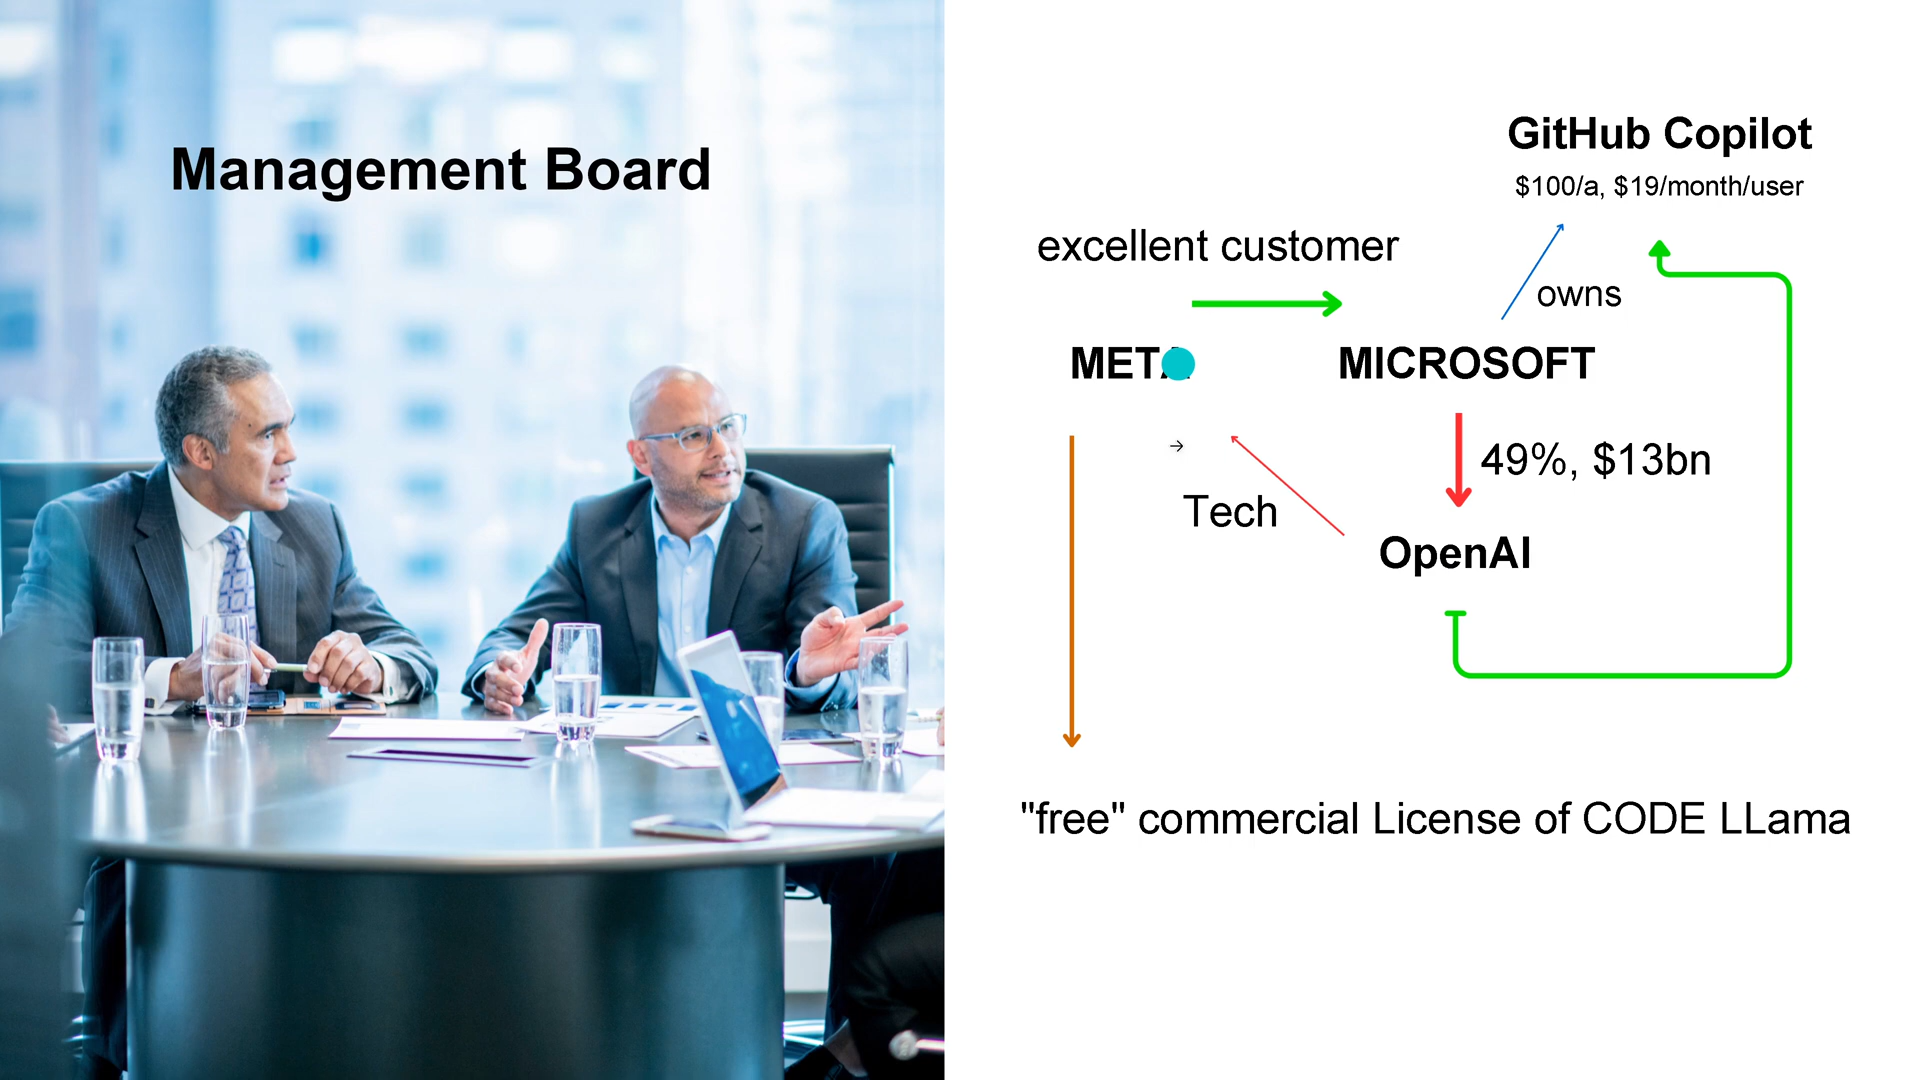 Management Board
GitHub Copilot
$100/a, $19/month/user
excellent customer
owns
META
MICROSOFT
49%, $13bn
Tech
OpenAI
"free" commercial License of CODE LLama